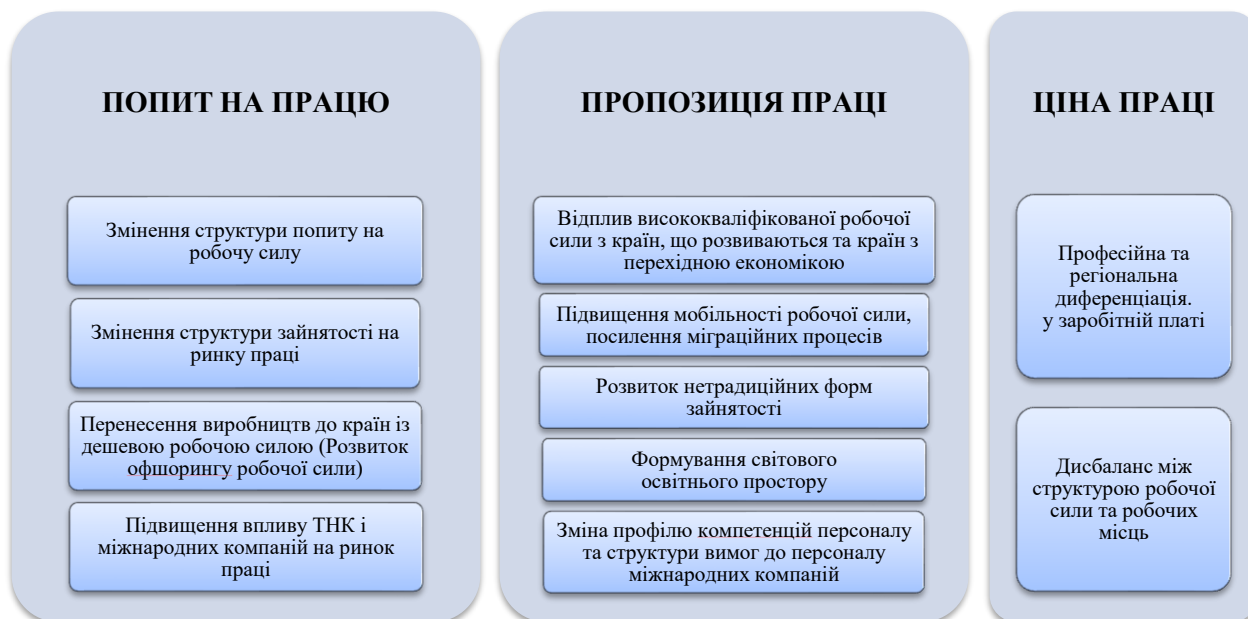 ПОПИТ НА ПРАЦЮ
Змінення структури попиту на
робочу силу
Змінення структури зайнятості на
ринку праці
Перенесення виробництв до країн із
дешевою робочою силою (Розвиток
офшорингу робочої сили)
Підвищення впливу ТНК і
міжнародних компаній на ринок
праці
ПРОПОЗИЦІЯ ПРАЦІ
Відплив висококваліфікованої робочої
сили з країн, що розвиваються та країн з
перехідною економікою
Підвищення мобільності робочої сили,
посилення міграційних процесів
Розвиток нетрадиційних форм
зайнятості
Формування світового
освітнього простору
Зміна профілю компетенцій персоналу
та структури вимог до персоналу
міжнародних компаній
ЦІНА ПРАЦІ
Професійна та
регіональна
диференціація.
у заробітній платі
Дисбаланс між
структурою робочої
сили та робочих
місць